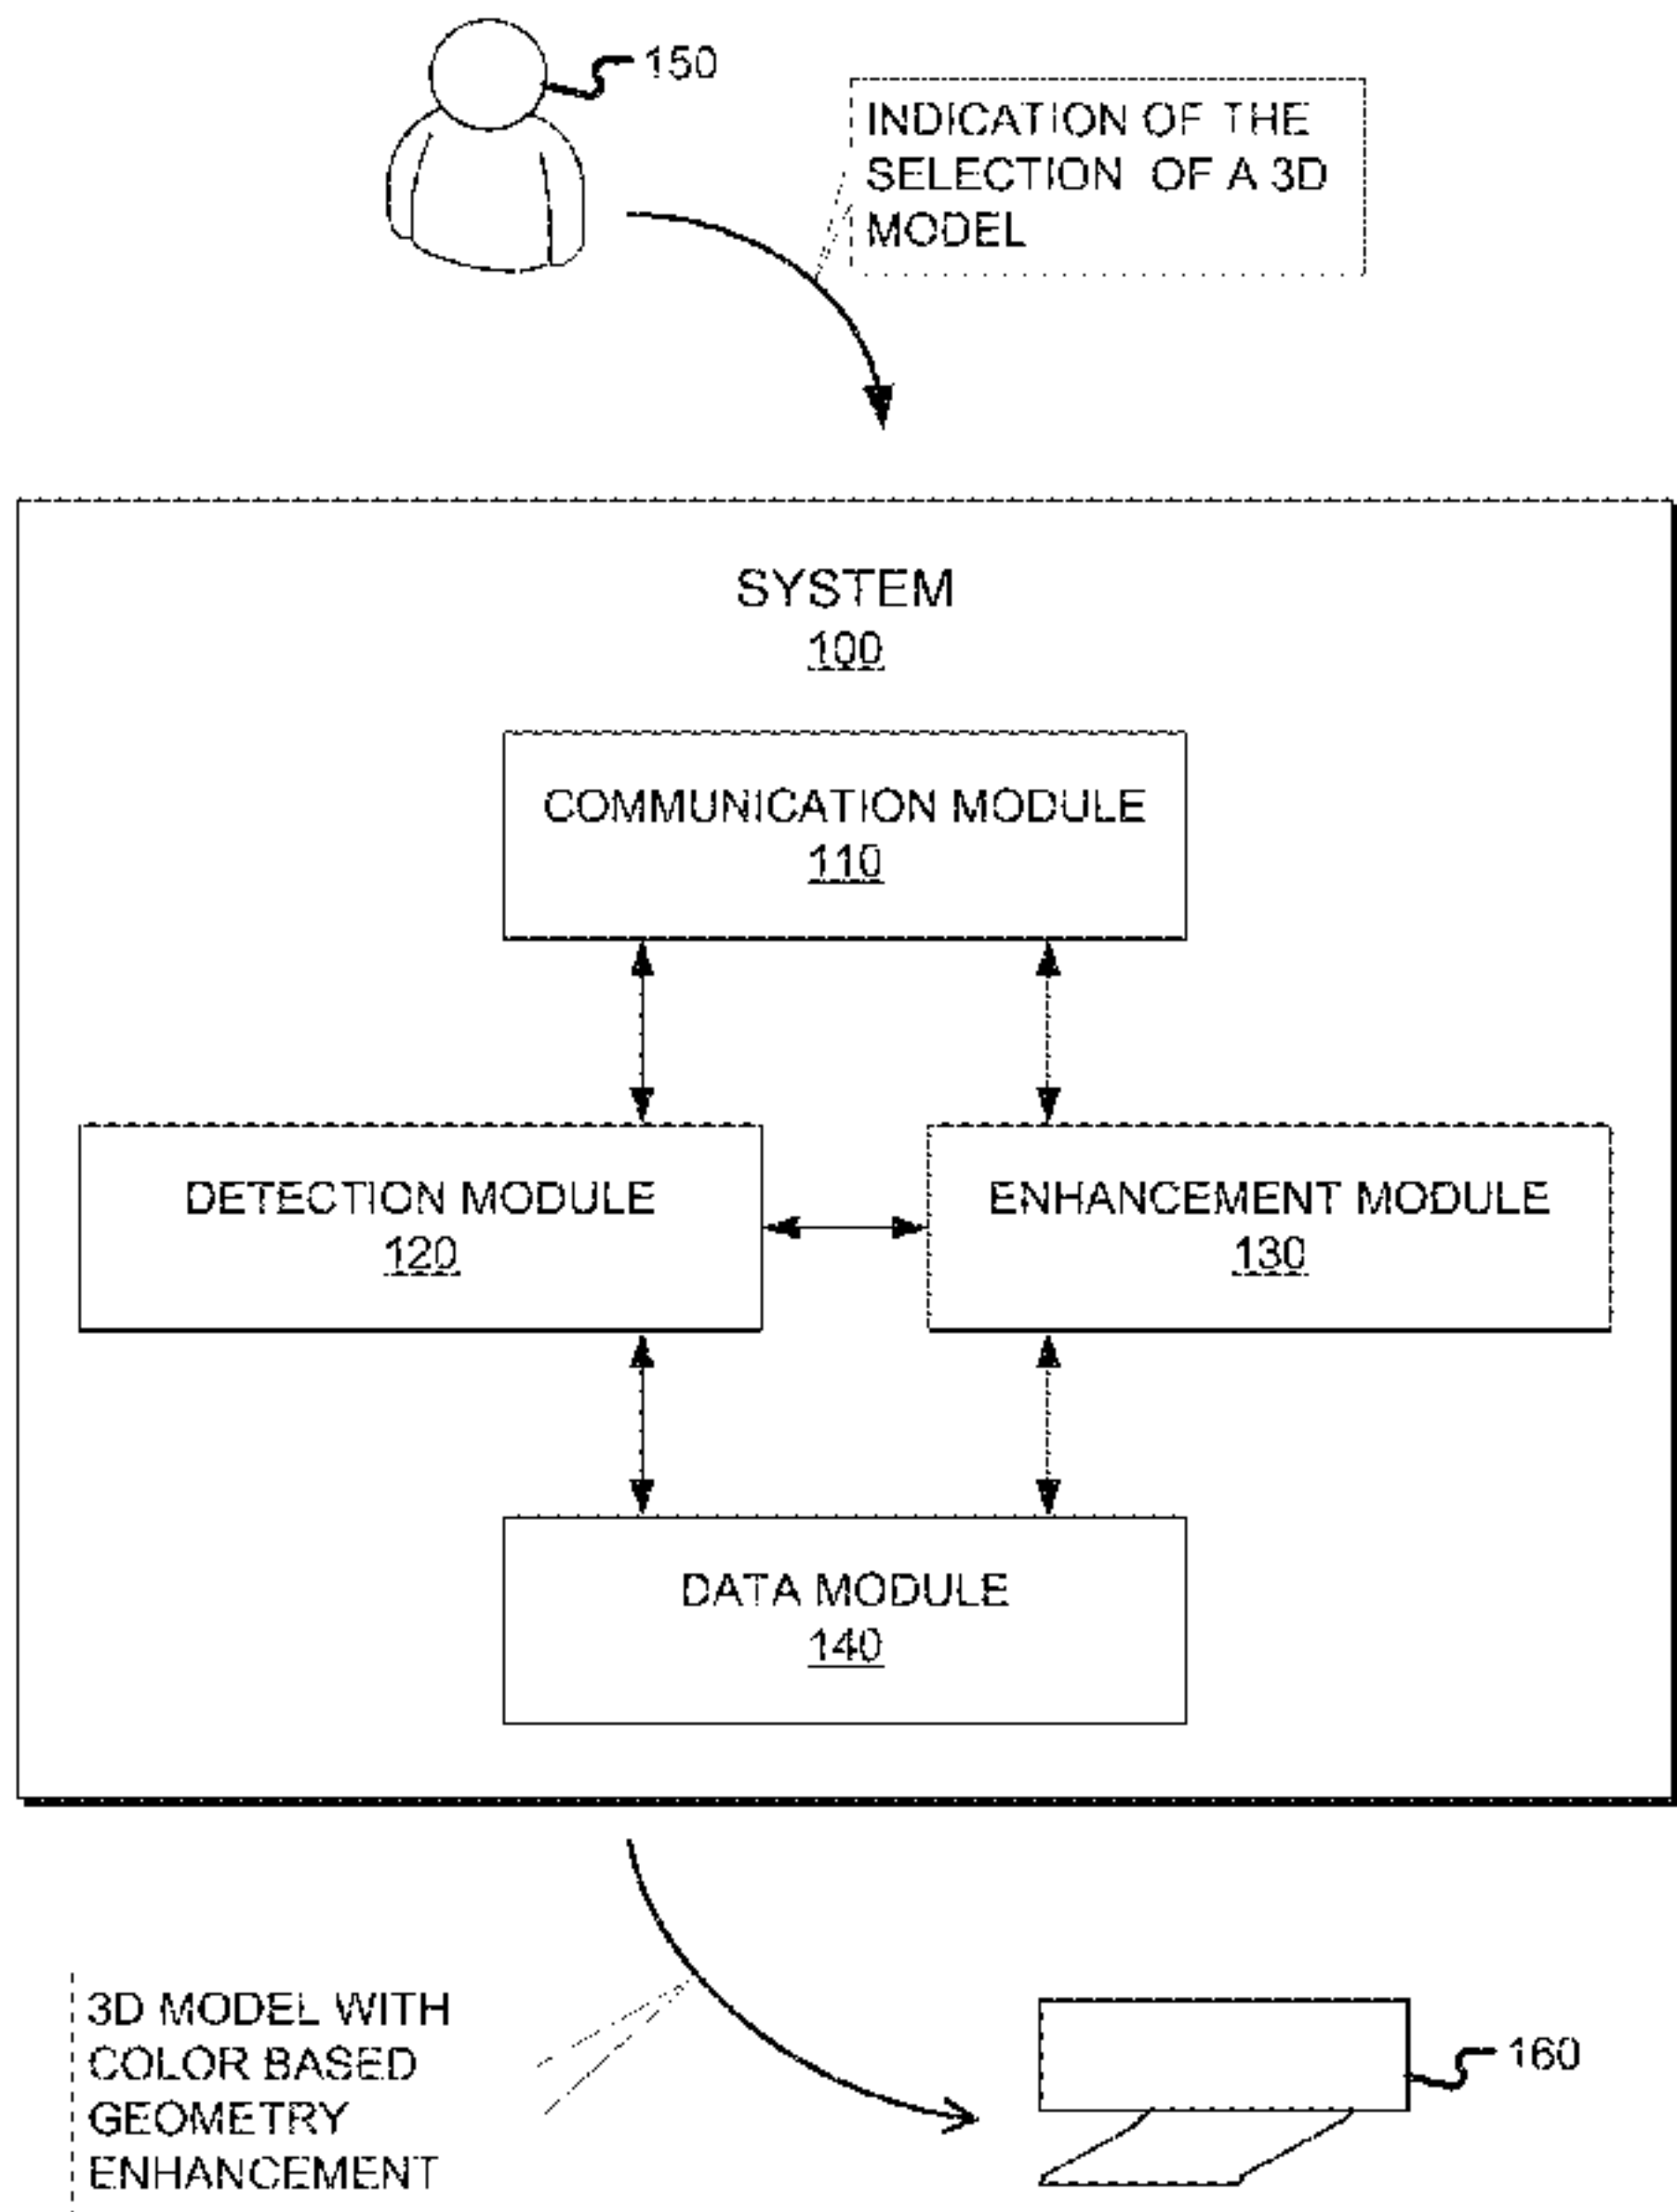 150
INDICATION OF THE
SELECTION OF A 3D
MODEL
SYSTEM
100
COMMUNICATION MODULE
110
DETECTION MODULE
120
ENHANCEMENT MODULE
130
DATA MODULE
140
3D MODEL WITH
COLOR BASED
GEOMETRY
ENHANCEMENT
160